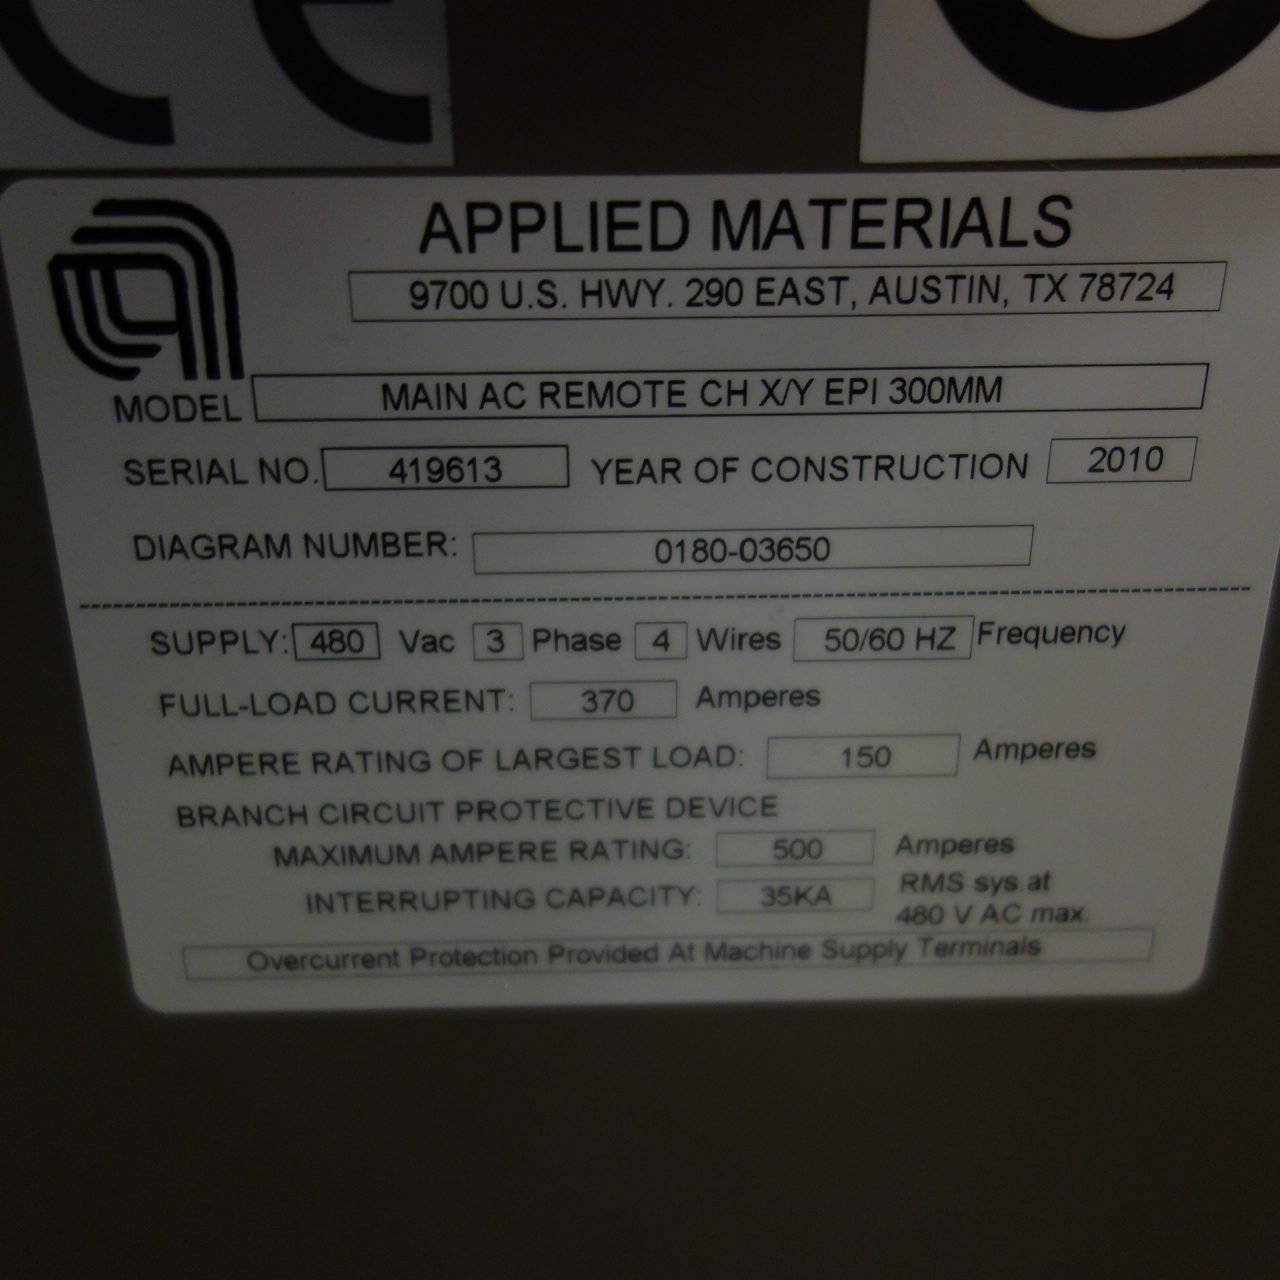 CE
APPLIED MATERIALS
9700 U.S. HWY. 290 EAST, AUSTIN, TX 78724
MODEL MAIN AC REMOTE CH X/Y EPI 300MM
SERIAL NO. 419613 YEAR OF CONSTRUCTION 2010
DIAGRAM NUMBER: 0180-03650
SUPPLY: 480 Vac 3 Phase 4 Wires 50/60 HZ Frequency
FULL-LOAD CURRENT: 370 Amperes
AMPERE RATING OF LARGEST LOAD: 150 Amperes
BRANCH CIRCUIT PROTECTIVE DEVICE
MAXIMUM AMPERE RATING: 500 Amperes
INTERRUPTING CAPACITY: 35KA RMS sys.at
480 V AC max.
Overcurrent Protection Provided At Machine Supply Terminals